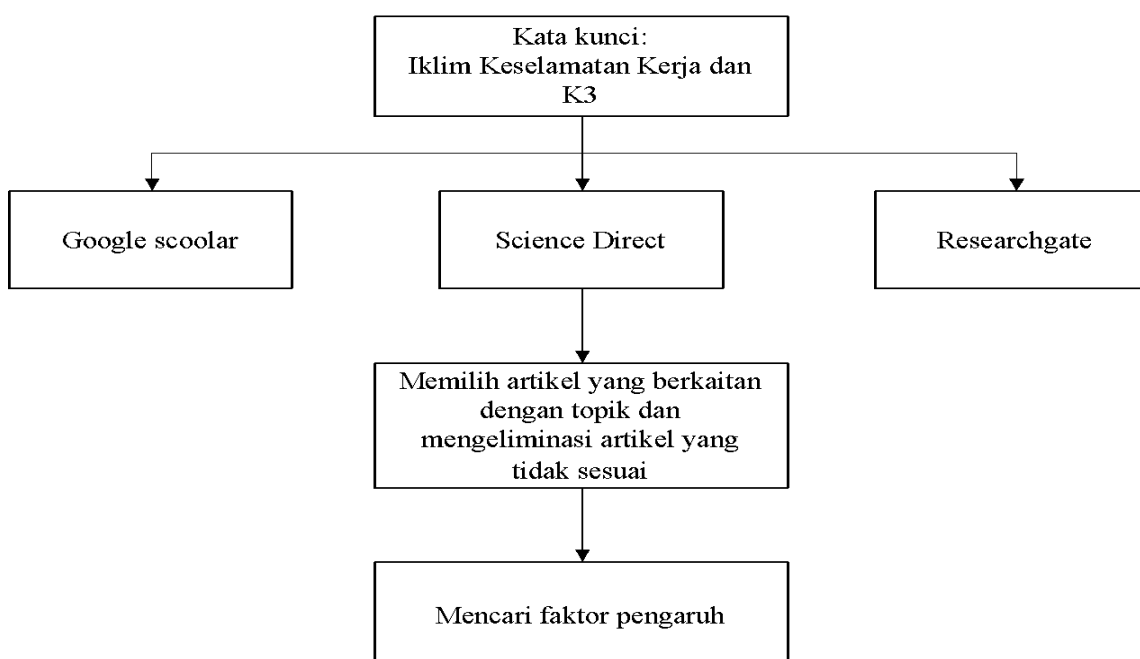 Kata kunci:
Iklim Keselamatan Kerja dan
K3
Google scoolar
Science Direct
Researchgate
Memilih artikel yang berkaitan
dengan topik dan
mengeliminasi artikel yang
tidak sesuai
Mencari faktor pengaruh